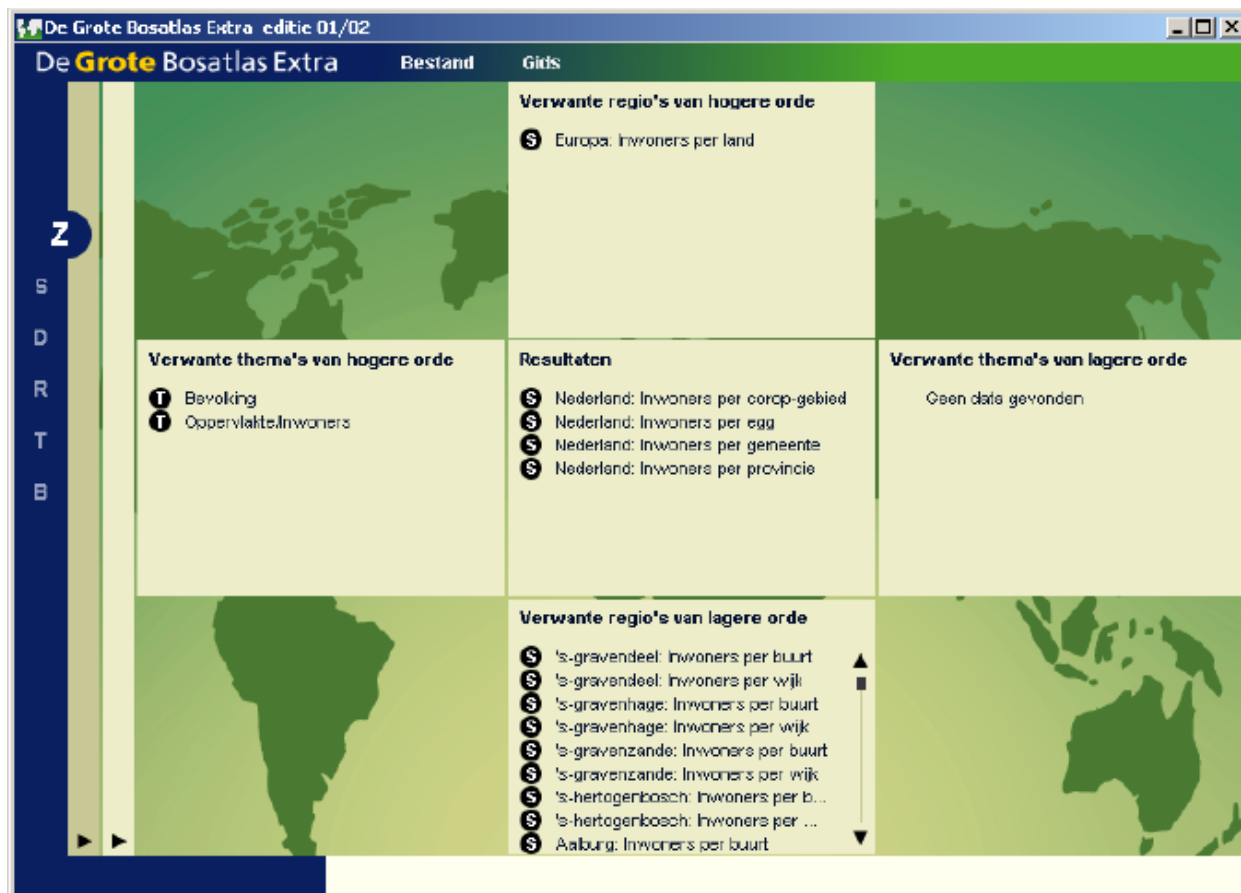 De Grote Bosatlas Extra editie 01/02
De Grote Bosatlas Extra Bestand Gids
Verwante regio's van hogere orde
S Europa: Inwoners per land
Z
S
D
R
T
B
Verwante thema's van hogere orde
T Bevolking
T Oppervlakte/Inwoners
Resultaten
S Nederland: Inwoners per corop-gebied
S Nederland: Inwoners per egg
S Nederland: Inwoners per gemeente
S Nederland: Inwoners per provincie
Verwante thema's van lagere orde
Geen data gevonden
Verwante regio's van lagere orde
S 's-gravendeel: Inwoners per buurt
S 's-gravendeel: Inwoners per wijk
S 's-gravenhage: Inwoners per buurt
S 's-gravenhage: Inwoners per wijk
S 's-gravenzande: Inwoners per buurt
S 's-gravenzande: Inwoners per wijk
S 's-hertogenbosch: Inwoners per b...
S 's-hertogenbosch: Inwoners per ...
S Aalburg: Inwoners per buurt